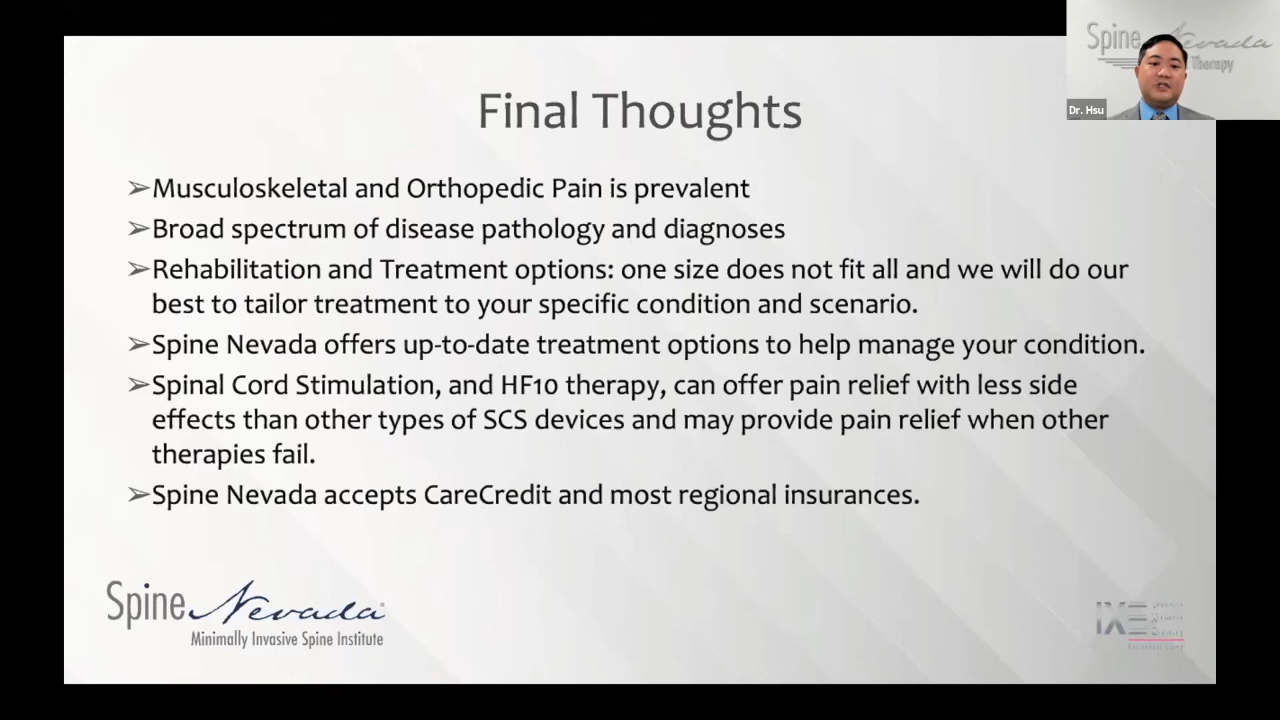 Spine Nevada
Therapy
Dr. Hsu
Final Thoughts
➢Musculoskeletal and Orthopedic Pain is prevalent
➢Broad spectrum of disease pathology and diagnoses
➢Rehabilitation and Treatment options: one size does not fit all and we will do our
best to tailor treatment to your specific condition and scenario.
➢Spine Nevada offers up-to-date treatment options to help manage your condition.
➢Spinal Cord Stimulation, and HF10 therapy, can offer pain relief with less side
effects than other types of SCS devices and may provide pain relief when other
therapies fail.
➢Spine Nevada accepts CareCredit and most regional insurances.
Spine Nevada
Minimally Invasive Spine Institute